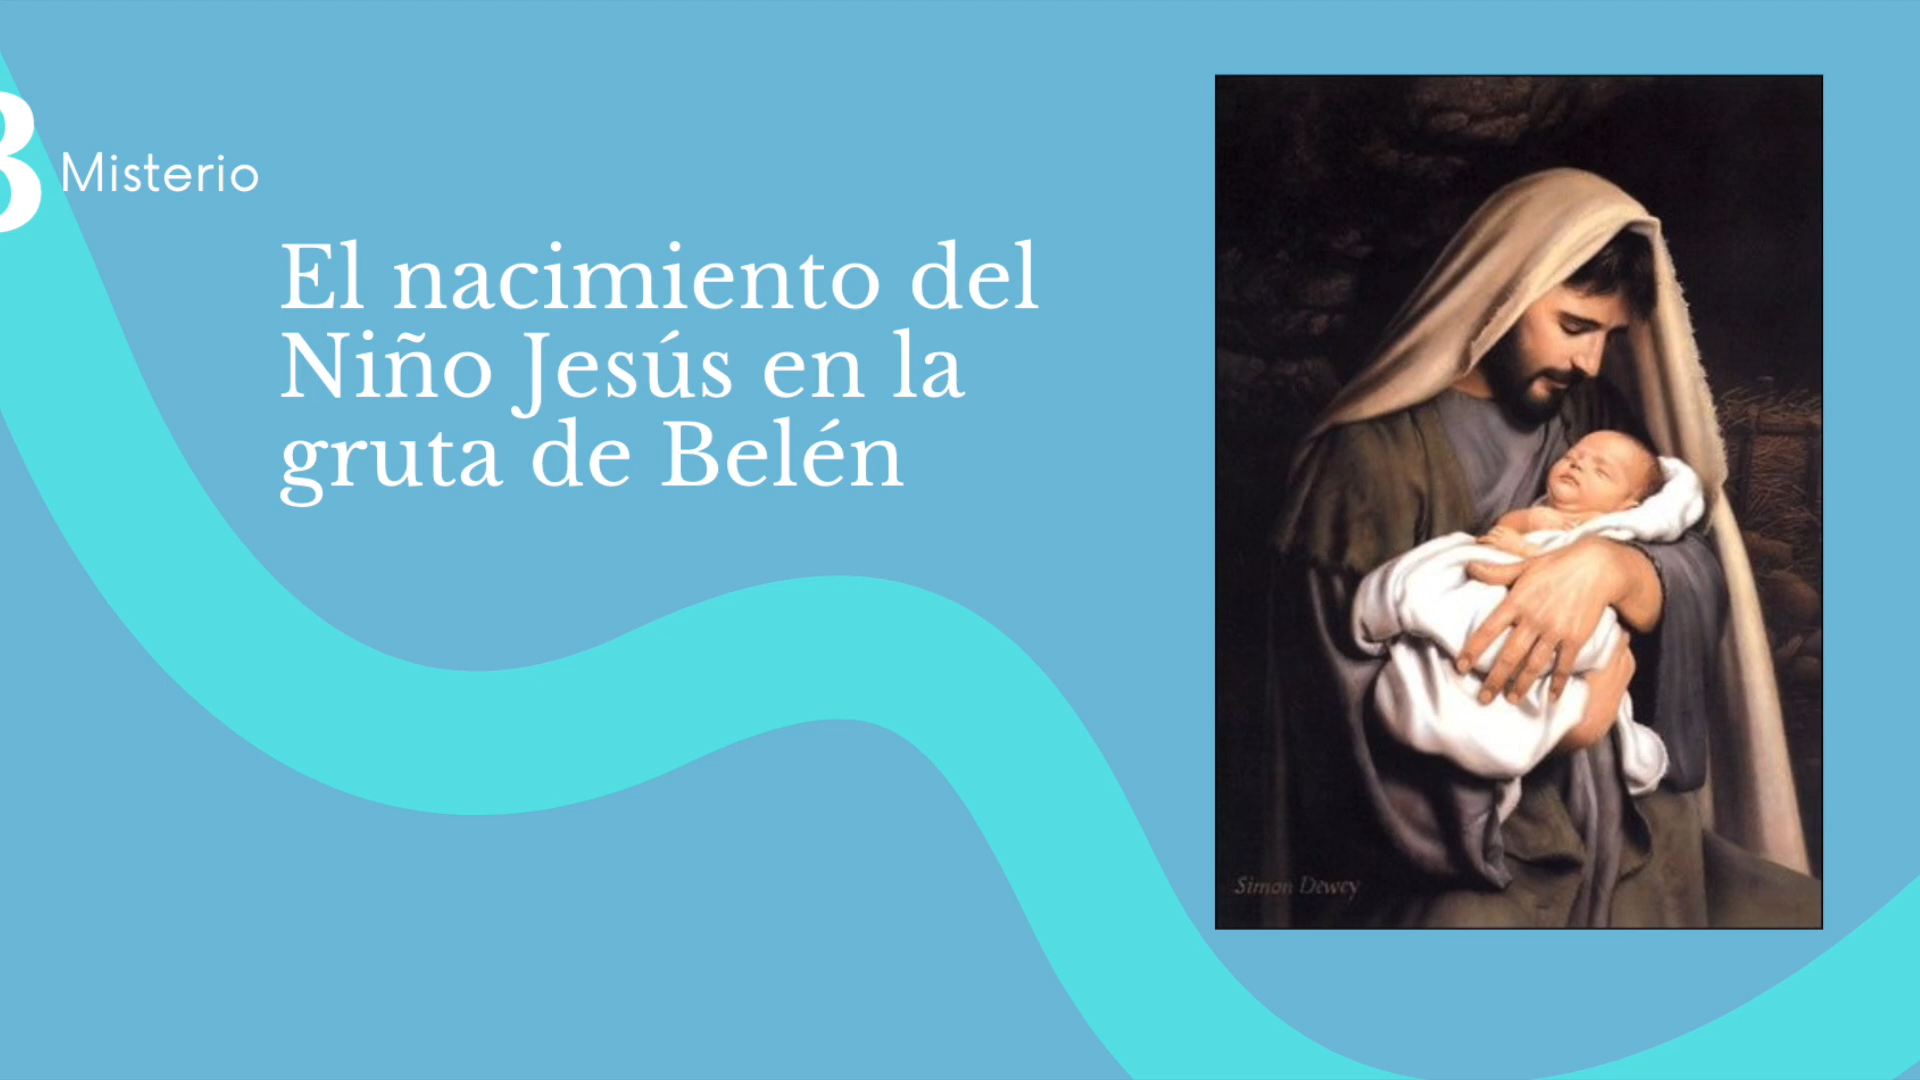 3 Misterio
El nacimiento del
Niño Jesús en la
gruta de Belén
Simon Dewey